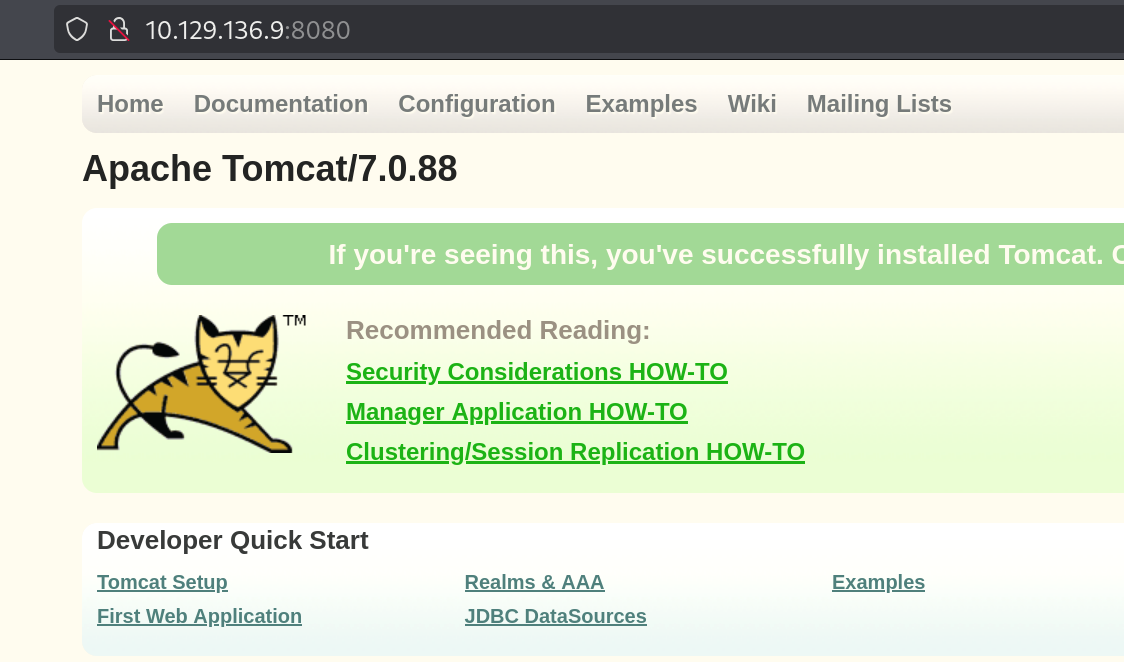 10.129.136.9:8080
Home Documentation Configuration Examples Wiki Mailing Lists
Apache Tomcat/7.0.88
If you're seeing this, you've successfully installed Tomcat. C
TM
Recommended Reading:
Security Considerations HOW-TO
Manager Application HOW-TO
Clustering/Session Replication HOW-TO
Developer Quick Start
Tomcat Setup Realms & AAA Examples
First Web Application JDBC DataSources